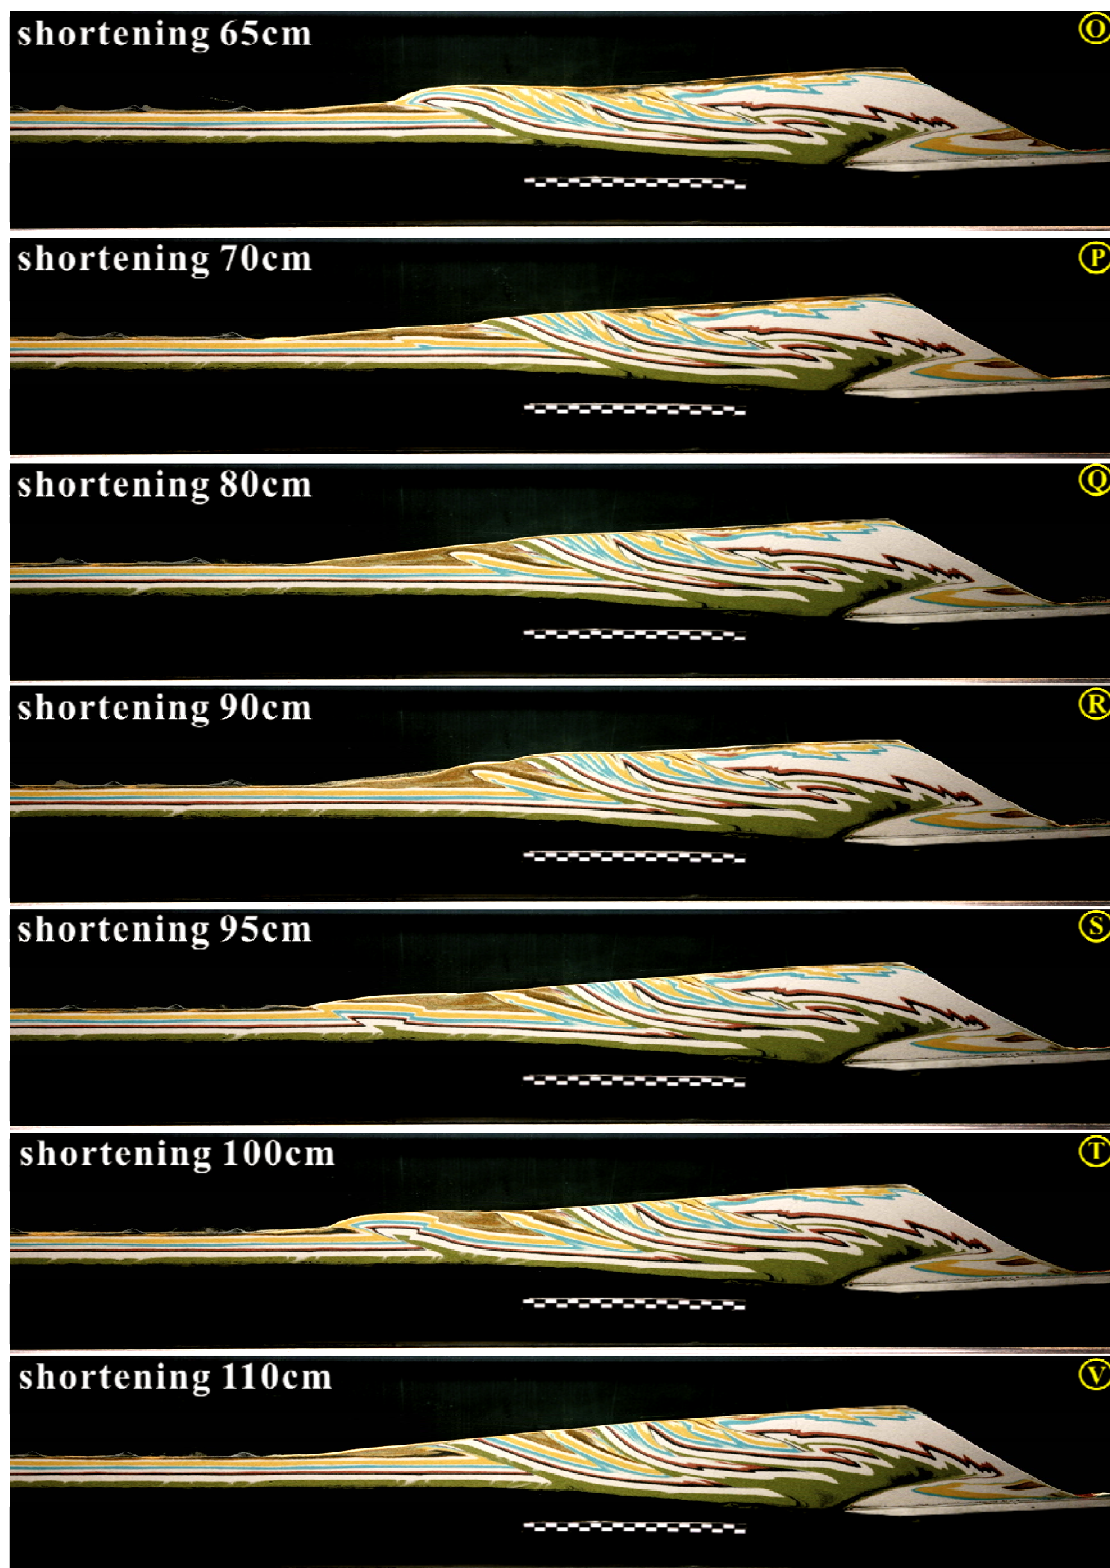 shortening 65cm O
shortening 70cm P
shortening 80cm Q
shortening 90cm R
shortening 95cm S
shortening 100cm T
shortening 110cm V